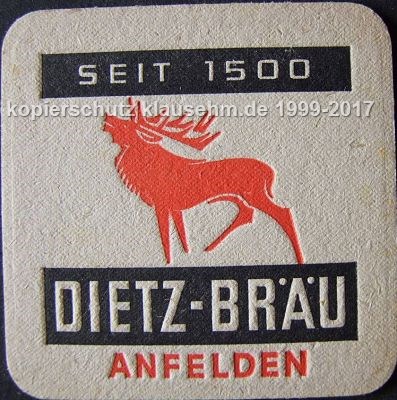 SEIT 1500
kopierschutz klausehm.de 1999-2017
DIETZ-BRÄU
ANFELDEN